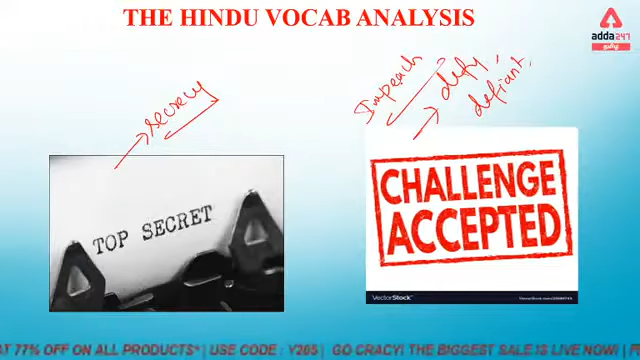 THE HINDU VOCAB ANALYSIS
adda247
தமிழ்
secrecy
Impeach
defy,
defiant,
TOP SECRET
CHALLENGE
ACCEPTED
VectorStock
AT 77% OFF ON ALL PRODUCTS* | USE CODE : Y205 | GO CRACY! THE BIGGEST SALE IS LIVE NOW! | F